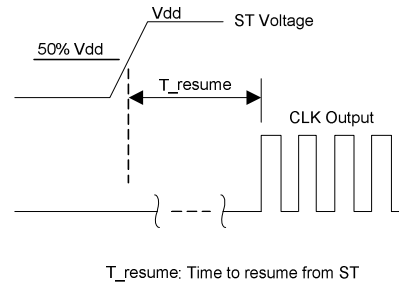 Vdd
ST Voltage
50% Vdd
T_resume
CLK Output
T_resume: Time to resume from ST